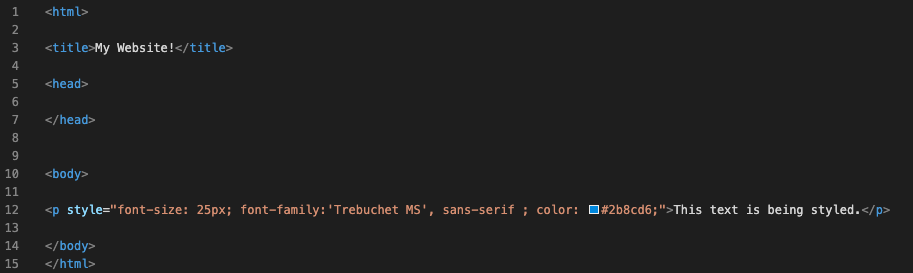 1 <html>
2
3 <title>My Website!</title>
4
5 <head>
6
7 </head>
8
9
10 <body>
11
12 <p style="font-size: 25px; font-family:'Trebuchet MS', sans-serif ; color: #2b8cd6;">This text is being styled.</p>
13
14 </body>
15 </html>